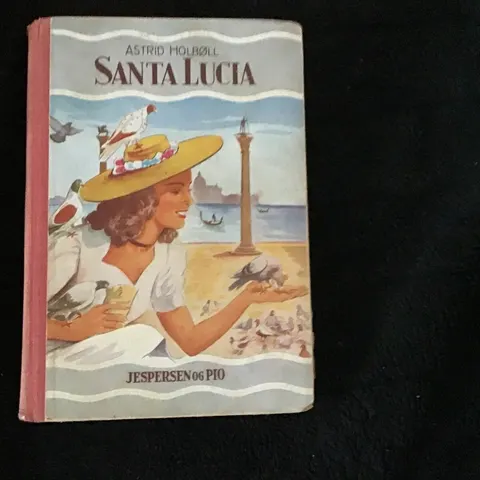 ASTRID HOLBØLL
SANTA LUCIA
JESPERSEN OG PIO